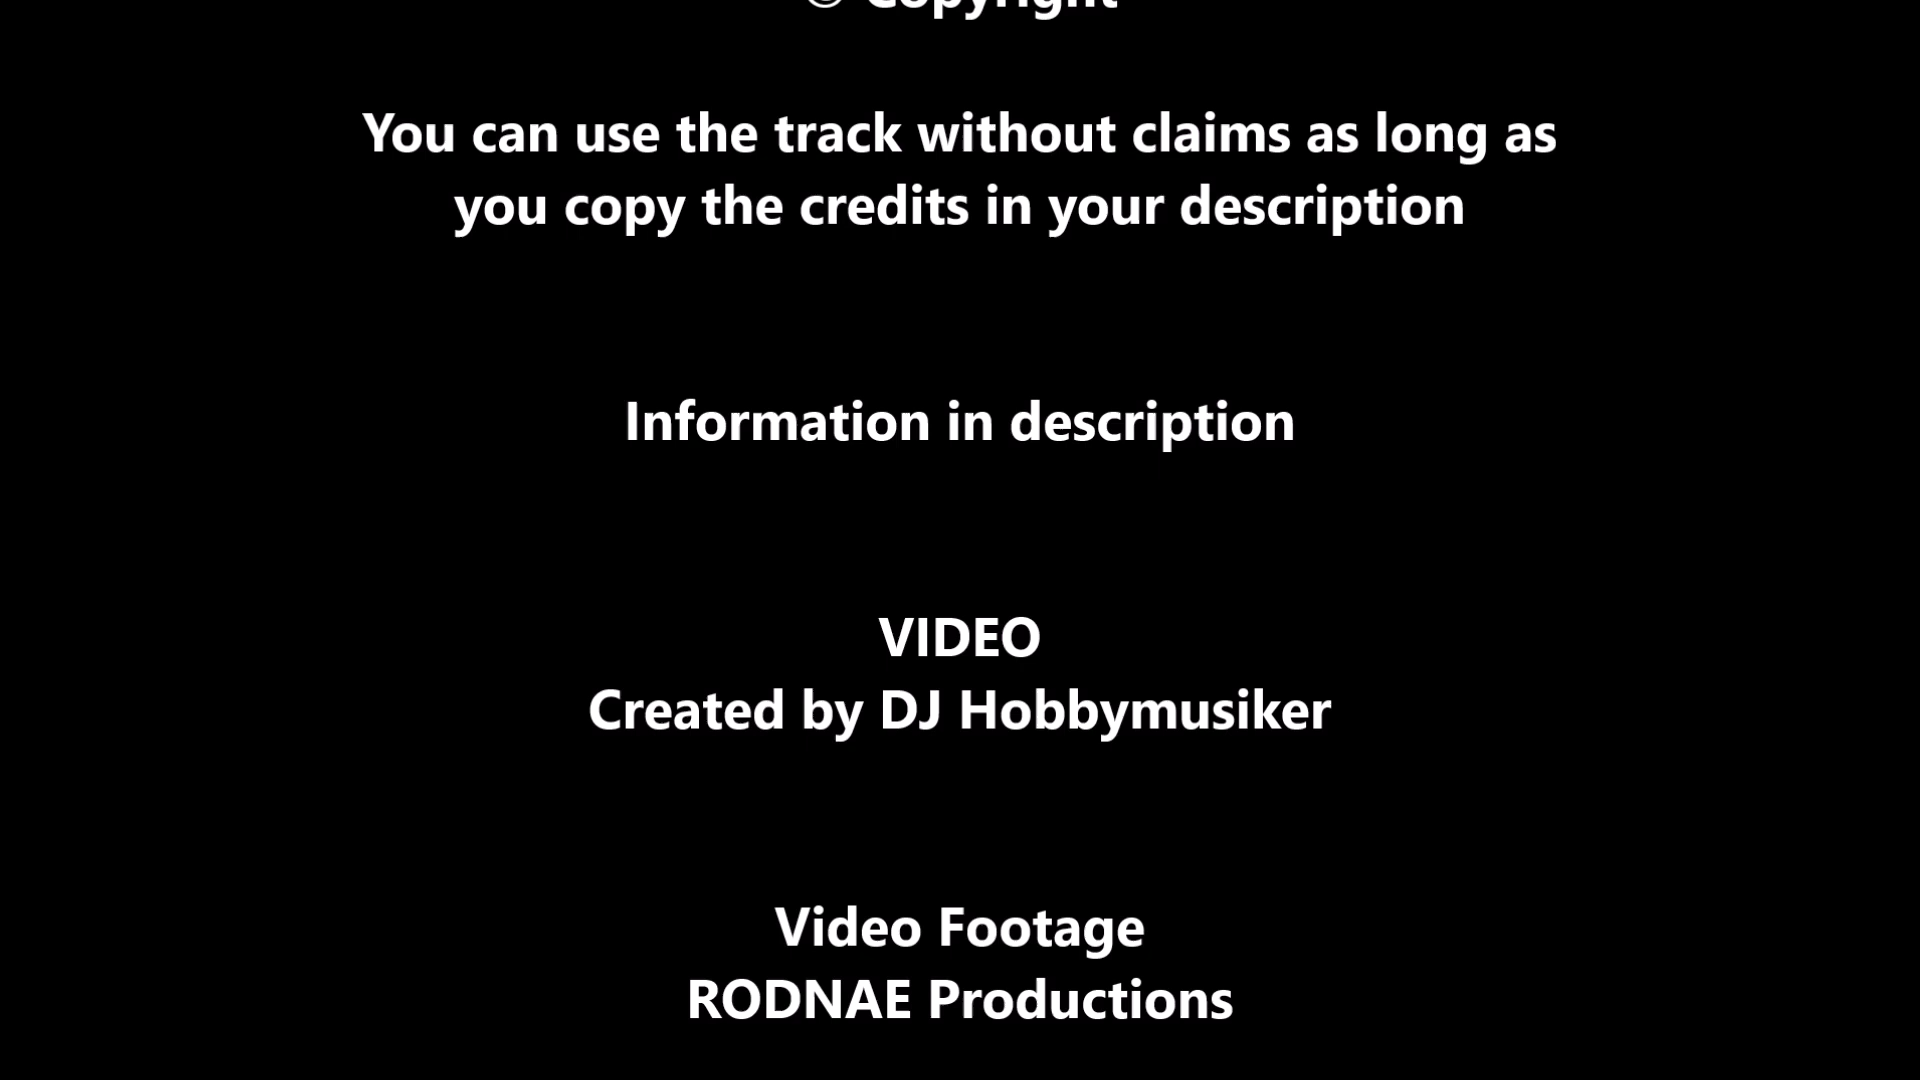 © Copyright
You can use the track without claims as long as
you copy the credits in your description
Information in description
VIDEO
Created by DJ Hobbymusiker
Video Footage
RODNAE Productions